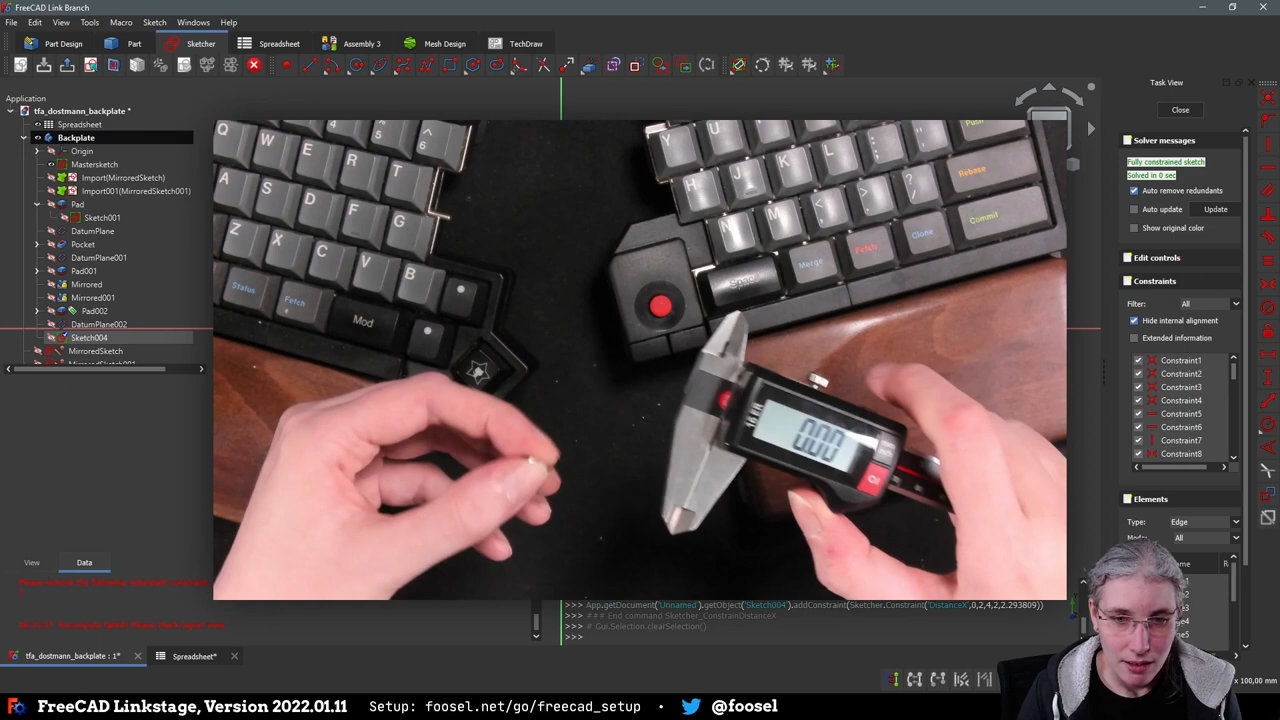 FreeCAD Link Branch
File Edit View Tools Macro Sketch Windows Help
Part Design Part Sketcher Spreadsheet Assembly 3 Mesh Design TechDraw
Application
tfa_dostmann_backplate *
Spreadsheet
Backplate
Origin
Mastersketch
Import(MirroredSketch)
Import001(MirroredSketch001)
Pad
Sketch001
DatumPlane
Pocket
DatumPlane001
Pad001
Mirrored
Mirrored001
Pad002
DatumPlane002
Sketch004
MirroredSketch
View Data
tfa_dostmann_backplate : 1*
Spreadsheet*
Q W E R T
A S D F G
Z X C V B
Status Fetch Mod
Y U
H J K L
N M
Rebase
Space Merge Fetch Clone Commit
0.00
>>> App.getDocument('Unnamed').getObject('Sketch004').addConstraint(Sketcher.Constraint('DistanceX',0,2,4,2,2.293809))
>>> ### End command Sketcher_ConstrainDistanceX
>>> # Gui.Selection.clearSelection()
>>>
Task View
Close
Solver messages
Fully constrained sketch
Solved in 0 sec
Auto remove redundants
Auto update Update
Show original color
Edit controls
Constraints
Filter: All
Hide internal alignment
Extended information
Constraint1
Constraint2
Constraint3
Constraint4
Constraint5
Constraint6
Constraint7
Constraint8
Elements
Type: Edge
All
x 100,00 mm
FreeCAD Linkstage, Version 2022.01.11 Setup: foosel.net/go/freecad_setup • @foosel